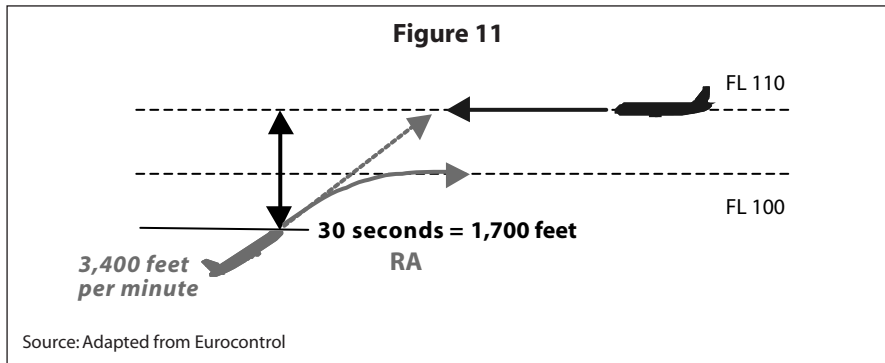 Figure 11
FL 110
FL 100
30 seconds = 1,700 feet
RA
3,400 feet
per minute
Source: Adapted from Eurocontrol